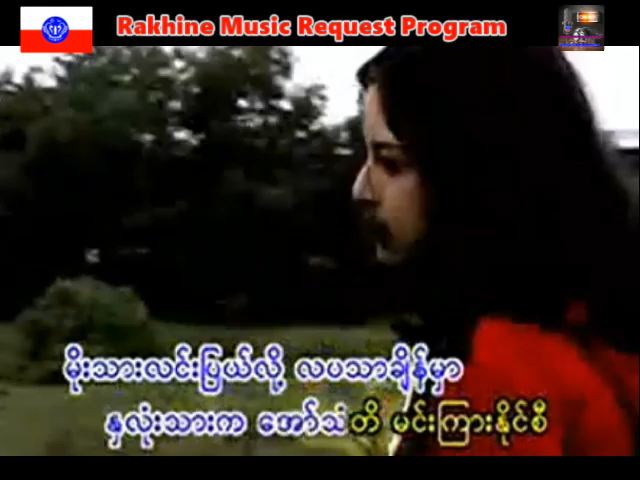 Rakhine Music Request Program
မိုးသားလင်းပြယ်လို့ လပသာချိန်မှာ
နှလုံးသားက အော်သံတိ မင်းကြားနိုင်စီ